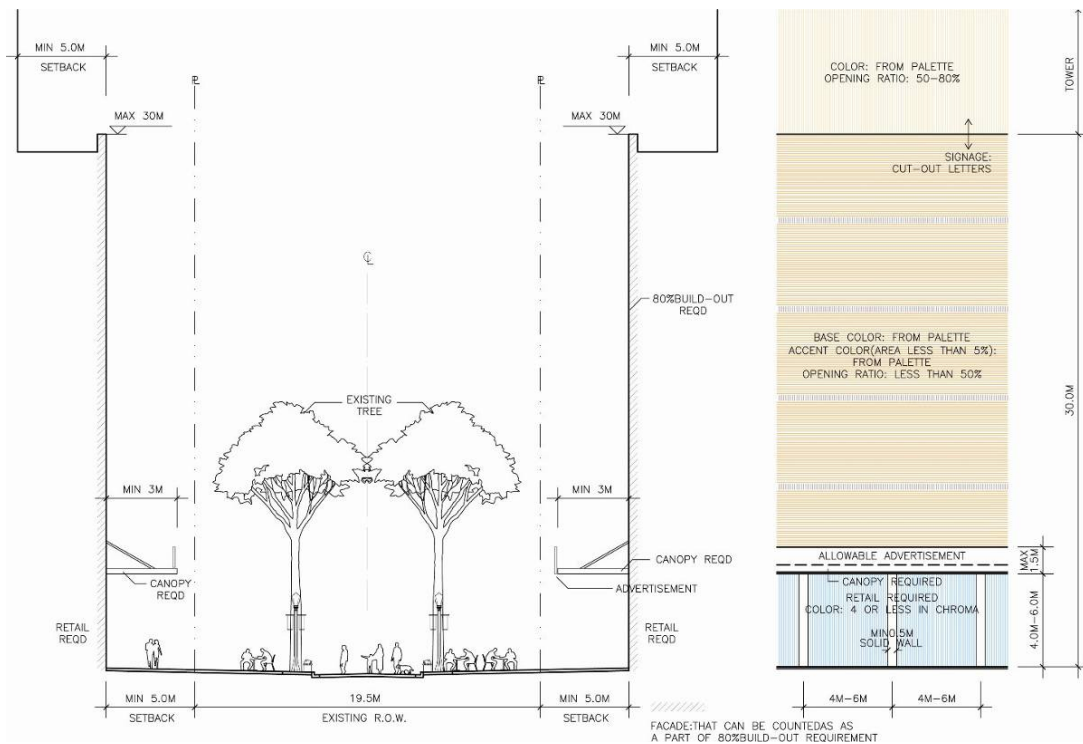 MIN 5.0M
SETBACK
MIN 5.0M
SETBACK
PL
PL
MAX 30M
MAX 30M
CL
80%BUILD-OUT
REQD
EXISTING
TREE
MIN 3M
MIN 3M
CANOPY
REQD
CANOPY REQD
ADVERTISEMENT
RETAIL
REQD
RETAIL
REQD
MIN 5.0M
SETBACK
19.5M
EXISTING R.O.W.
MIN 5.0M
SETBACK
FACADE:THAT CAN BE COUNTEDAS AS
A PART OF 80%BUILD-OUT REQUIREMENT
COLOR: FROM PALETTE
OPENING RATIO: 50-80%
TOWER
SIGNAGE:
CUT-OUT LETTERS
BASE COLOR: FROM PALETTE
ACCENT COLOR(AREA LESS THAN 5%):
FROM PALETTE
OPENING RATIO: LESS THAN 50%
30.0M
ALLOWABLE ADVERTISEMENT
MAX
1.5M
CANOPY REQUIRED
RETAIL REQUIRED
COLOR: 4 OR LESS IN CHROMA
MIN0.5M
SOLID WALL
4.0M-6.0M
4M-6M
4M-6M